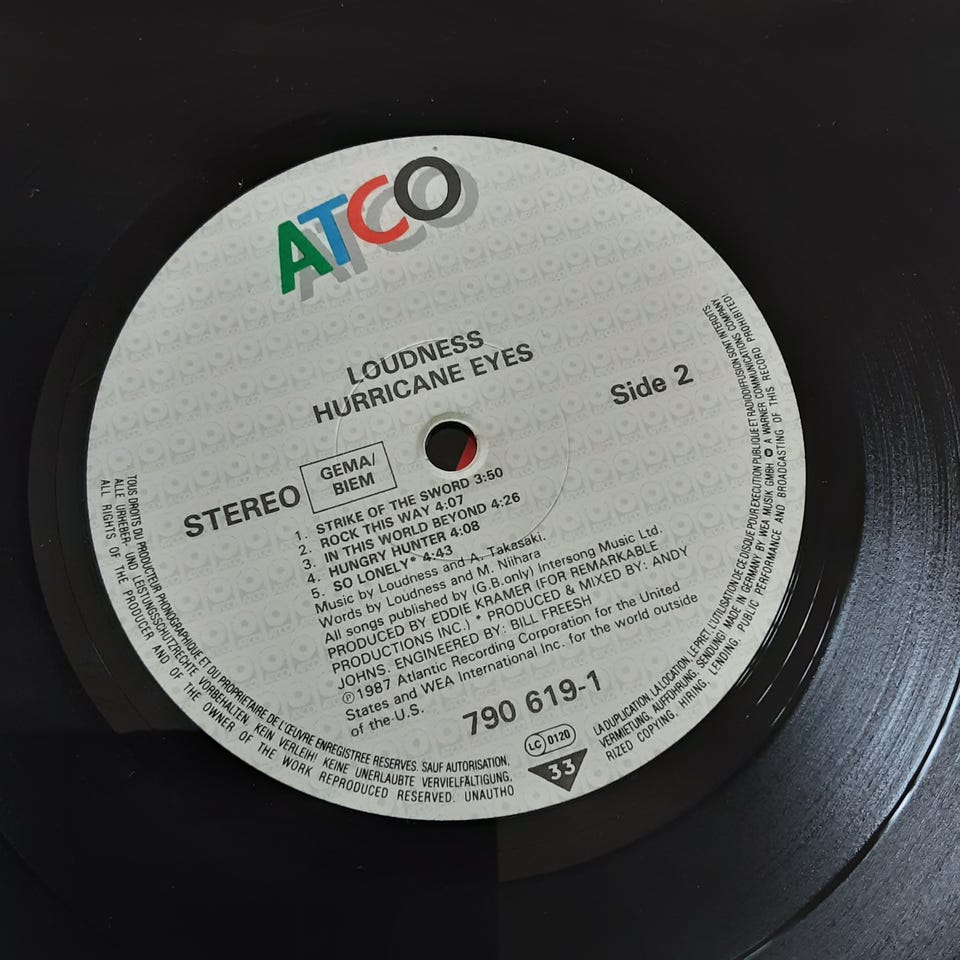 ATCO
LOUDNESS
HURRICANE EYES
Side 2
STEREO
GEMA/
BIEM
1. STRIKE OF THE SWORD 3:50
2. ROCK THIS WAY 4:07
3. IN THIS WORLD BEYOND 4:26
4. HUNGRY HUNTER 4:08
5. SO LONELY* 4:43
Music by Loudness and A. Takasaki.
Words by Loudness and M. Niihara
All songs published by (G.B.only) Intersong Music Ltd.
PRODUCED BY EDDIE KRAMER (FOR REMARKABLE
PRODUCTIONS INC.) * PRODUCED & MIXED BY: ANDY
JOHNS. ENGINEERED BY: BILL FREESH
℗1987 Atlantic Recording Corporation for the United
States and WEA International Inc. for the world outside
of the U.S.
790 619-1
LC 0120
33
TOUS DROITS DU PRODUCTEUR PHONOGRAPHIQUE ET DU PROPRIETAIRE DE L'ŒUVRE ENREGISTREE RESERVES. SAUF AUTORISATION,
LA DUPLICATION, LA LOCATION, LE PRET, L'UTILISATION DE CE DISQUE POUR EXECUTION PUBLIQUE ET RADIODIFFUSION SONT INTERDITS.
ALLE URHEBER- UND LEISTUNGSSCHUTZRECHTE VORBEHALTEN. KEIN VERLEIH! KEINE UNERLAUBTE VERVIELFÄLTIGUNG,
VERMIETUNG, AUFFÜHRUNG, SENDUNG! MADE IN GERMANY BY WEA MUSIK GMBH A WARNER COMMUNICATIONS COMPANY
ALL RIGHTS OF THE PRODUCER AND OF THE OWNER OF THE WORK REPRODUCED RESERVED. UNAUTHO
RIZED COPYING, HIRING, LENDING, PUBLIC PERFORMANCE AND BROADCASTING OF THIS RECORD PROHIBITED!